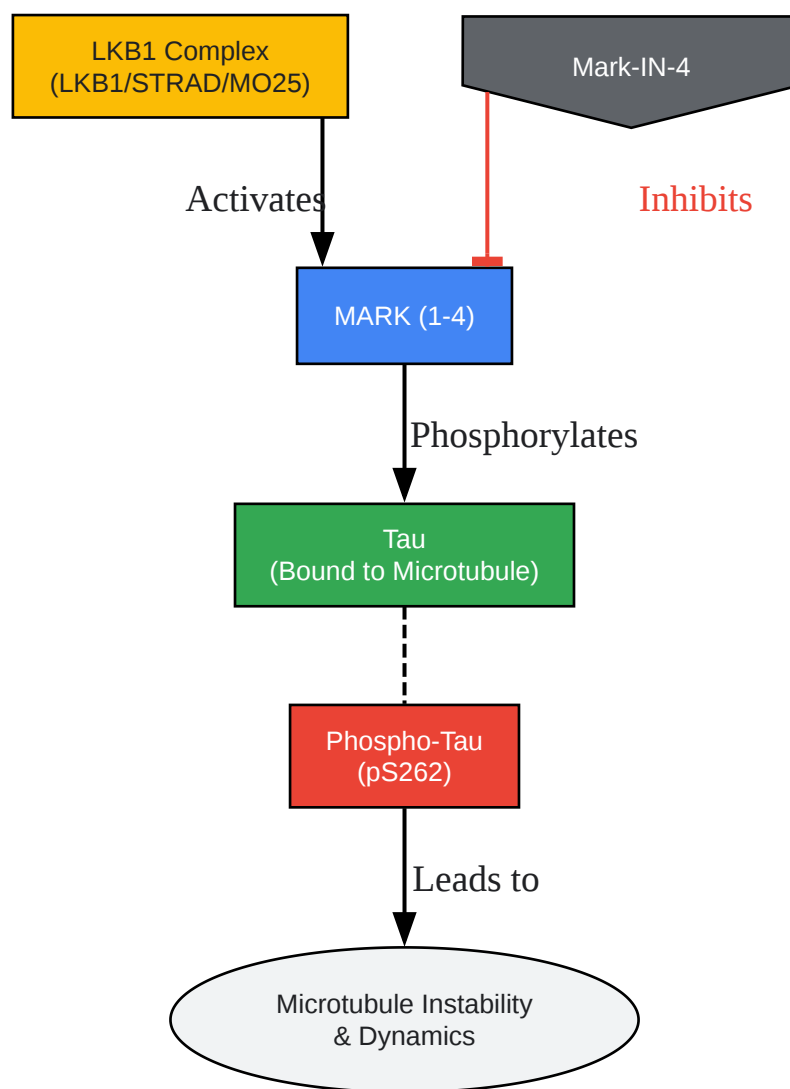 LKB1 Complex
(LKB1/STRAD/MO25)
Mark-IN-4
Activates
Inhibits
MARK (1-4)
Phosphorylates
Tau
(Bound to Microtubule)
Phospho-Tau
(pS262)
Leads to
Microtubule Instability
& Dynamics